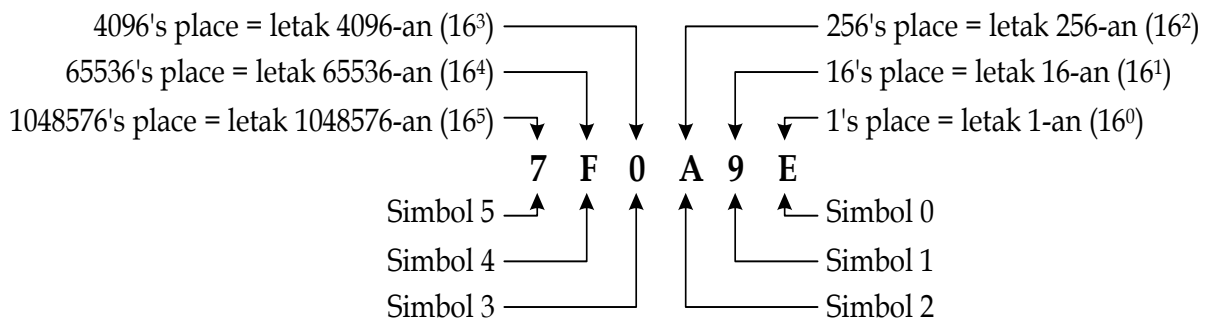 4096's place = letak 4096-an (16³) 256's place = letak 256-an (16²)
65536's place = letak 65536-an (16⁴) 16's place = letak 16-an (16¹)
1048576's place = letak 1048576-an (16⁵) 1's place = letak 1-an (16⁰)
7 F 0 A 9 E
Simbol 5 Simbol 0
Simbol 4 Simbol 1
Simbol 3 Simbol 2